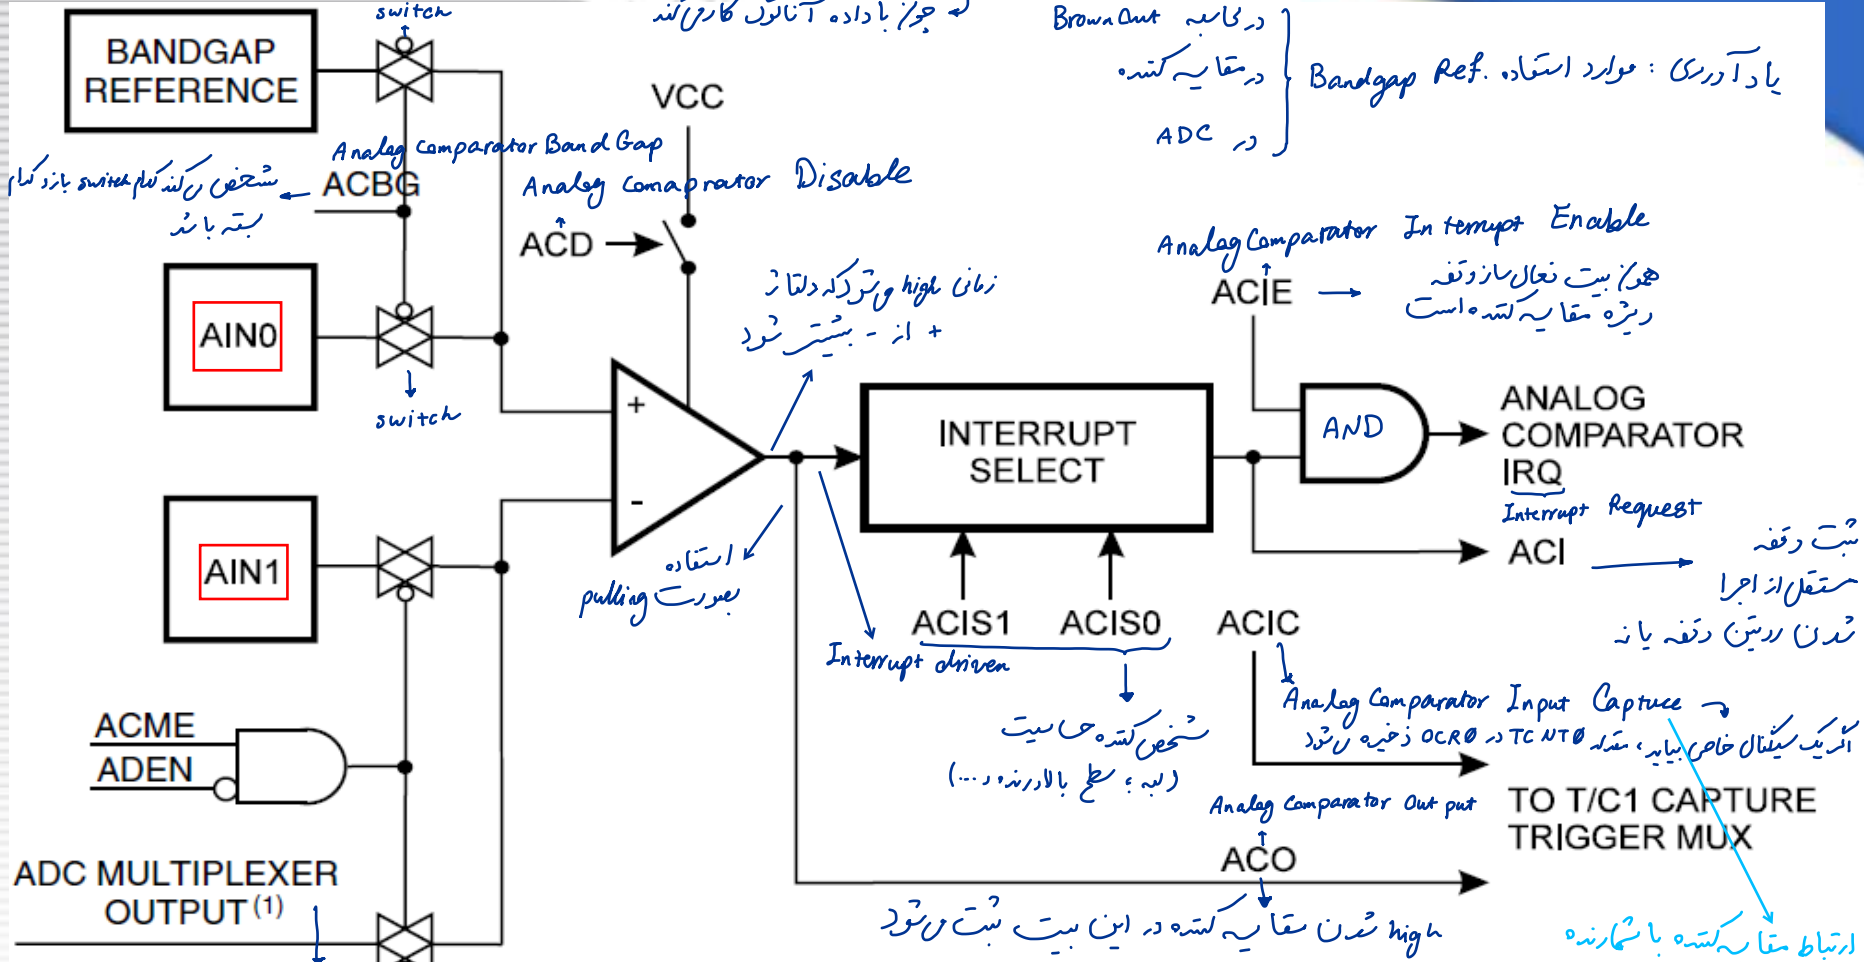 switch
جزء با داده آنالوگ کار می‌کند
BANDGAP
REFERENCE
VCC
یادآوری : موارد استفاده Bandgap Ref.
در محاسبه Brown Out
در مقایسه کننده
در ADC
Analog Comparator Band Gap
ACBG
مشخص می‌کند کدام switch باز و کدام
بسته باشد
Analog Comaprator Disable
ACD
AIN0
switch
زمانی high می‌شود که ولتاژ
+ از - بیشتر شود
Analog Comparator Interrupt Enable
ACIE
بیت فعال ساز وقفه
ویژه مقایسه کننده است
+
-
INTERRUPT
SELECT
AND
ANALOG
COMPARATOR
IRQ
Interrupt Request
ACI
ثبت وقفه
مستقل از اجرا
شدن روتین وقفه یا نه
AIN1
استفاده
بصورت pulling
Interrupt driven
ACIS1
ACIS0
مشخص کننده حساسیت
(لبه ، سطح بالارونده و ...)
ACIC
Analog Comparator Input Capture
اگر یک سیگنال خاص بیاید ، مقدار TCNT0 در OCR0 ذخیره می‌شود
TO T/C1 CAPTURE
TRIGGER MUX
ارتباط مقایسه کننده با شمارنده
ACME
ADEN
Analog Comparator Output
ACO
high شدن مقایسه کننده در این بیت ثبت می‌شود
ADC MULTIPLEXER
OUTPUT (1)